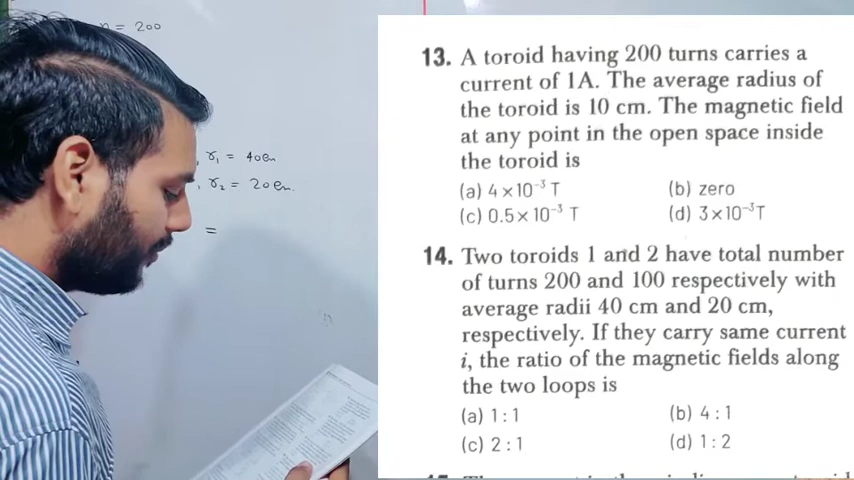 n = 200
, r₁ = 40cm
, r₂ = 20cm.
=
13. A toroid having 200 turns carries a
current of 1A. The average radius of
the toroid is 10 cm. The magnetic field
at any point in the open space inside
the toroid is
(a) 4×10⁻³ T (b) zero
(c) 0.5×10⁻³ T (d) 3×10⁻³T
14. Two toroids 1 and 2 have total number
of turns 200 and 100 respectively with
average radii 40 cm and 20 cm,
respectively. If they carry same current
i, the ratio of the magnetic fields along
the two loops is
(a) 1:1 (b) 4:1
(c) 2:1 (d) 1:2